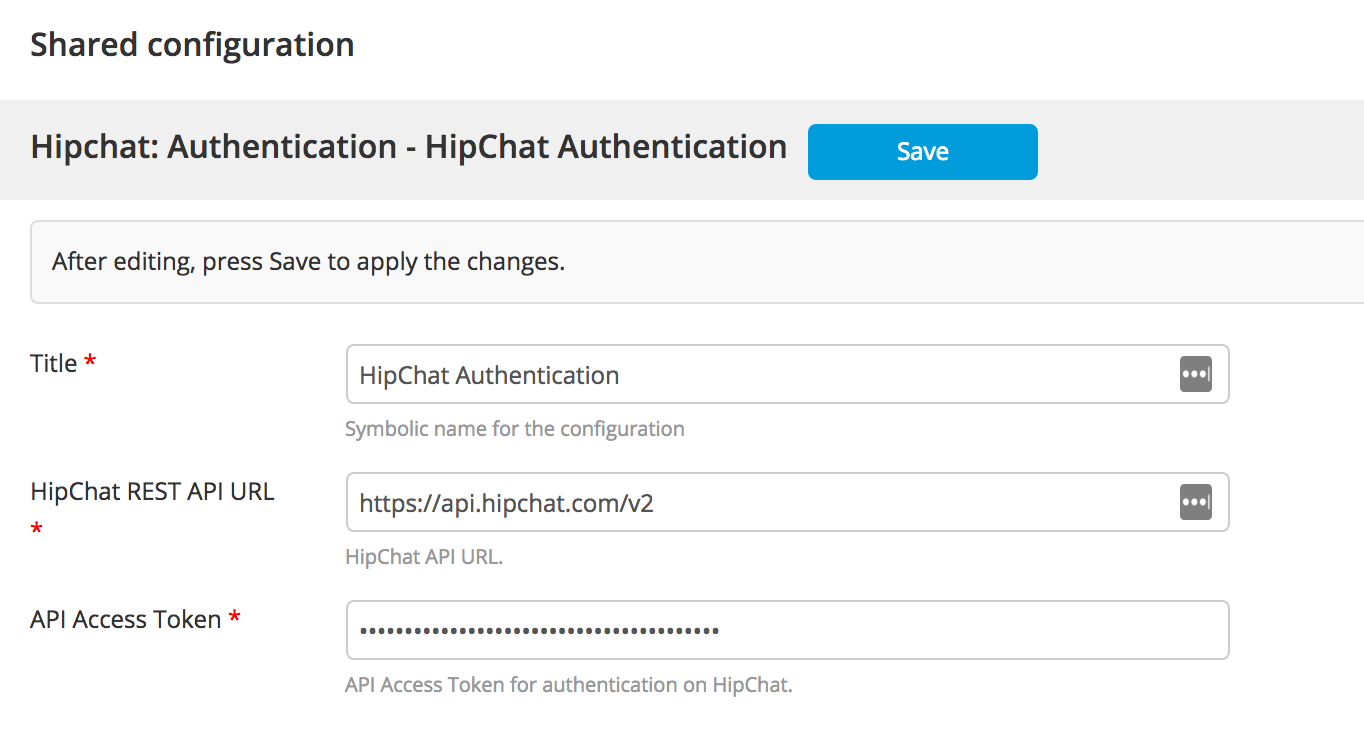 Shared configuration
Hipchat: Authentication - HipChat Authentication
Save
After editing, press Save to apply the changes.
Title *
HipChat Authentication
Symbolic name for the configuration
HipChat REST API URL
*
https://api.hipchat.com/v2
HipChat API URL.
API Access Token *
••••••••••••••••••••••••••••••••••••••••
API Access Token for authentication on HipChat.